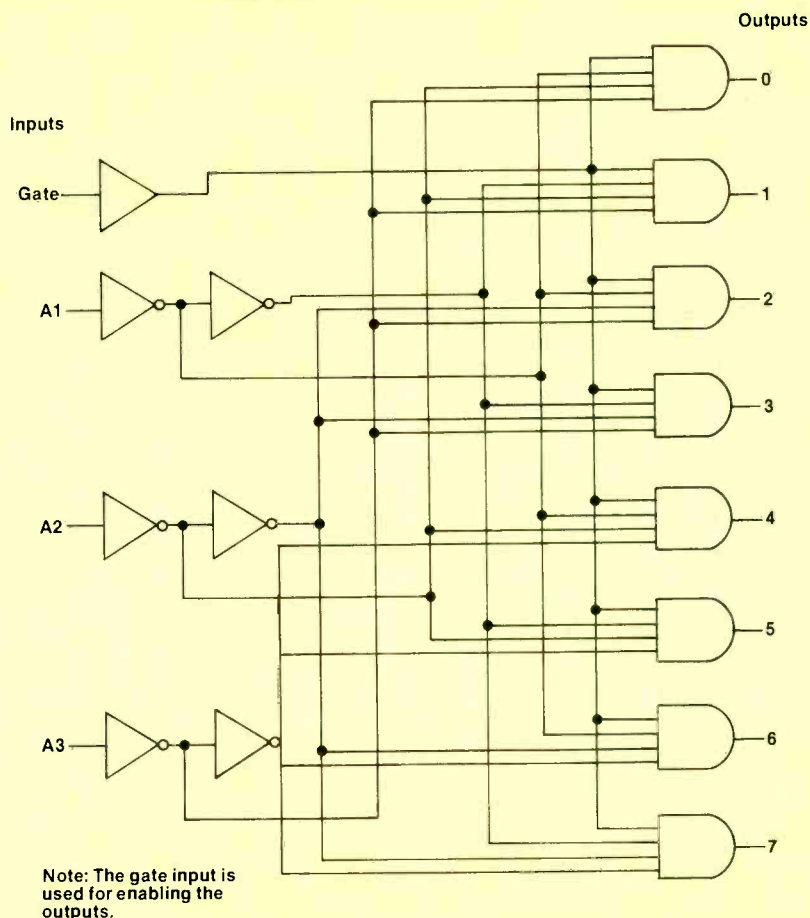 Outputs
0
Inputs
Gate
1
A1
2
3
A2
4
5
A3
6
7
Note: The gate input is
used for enabling the
outputs.